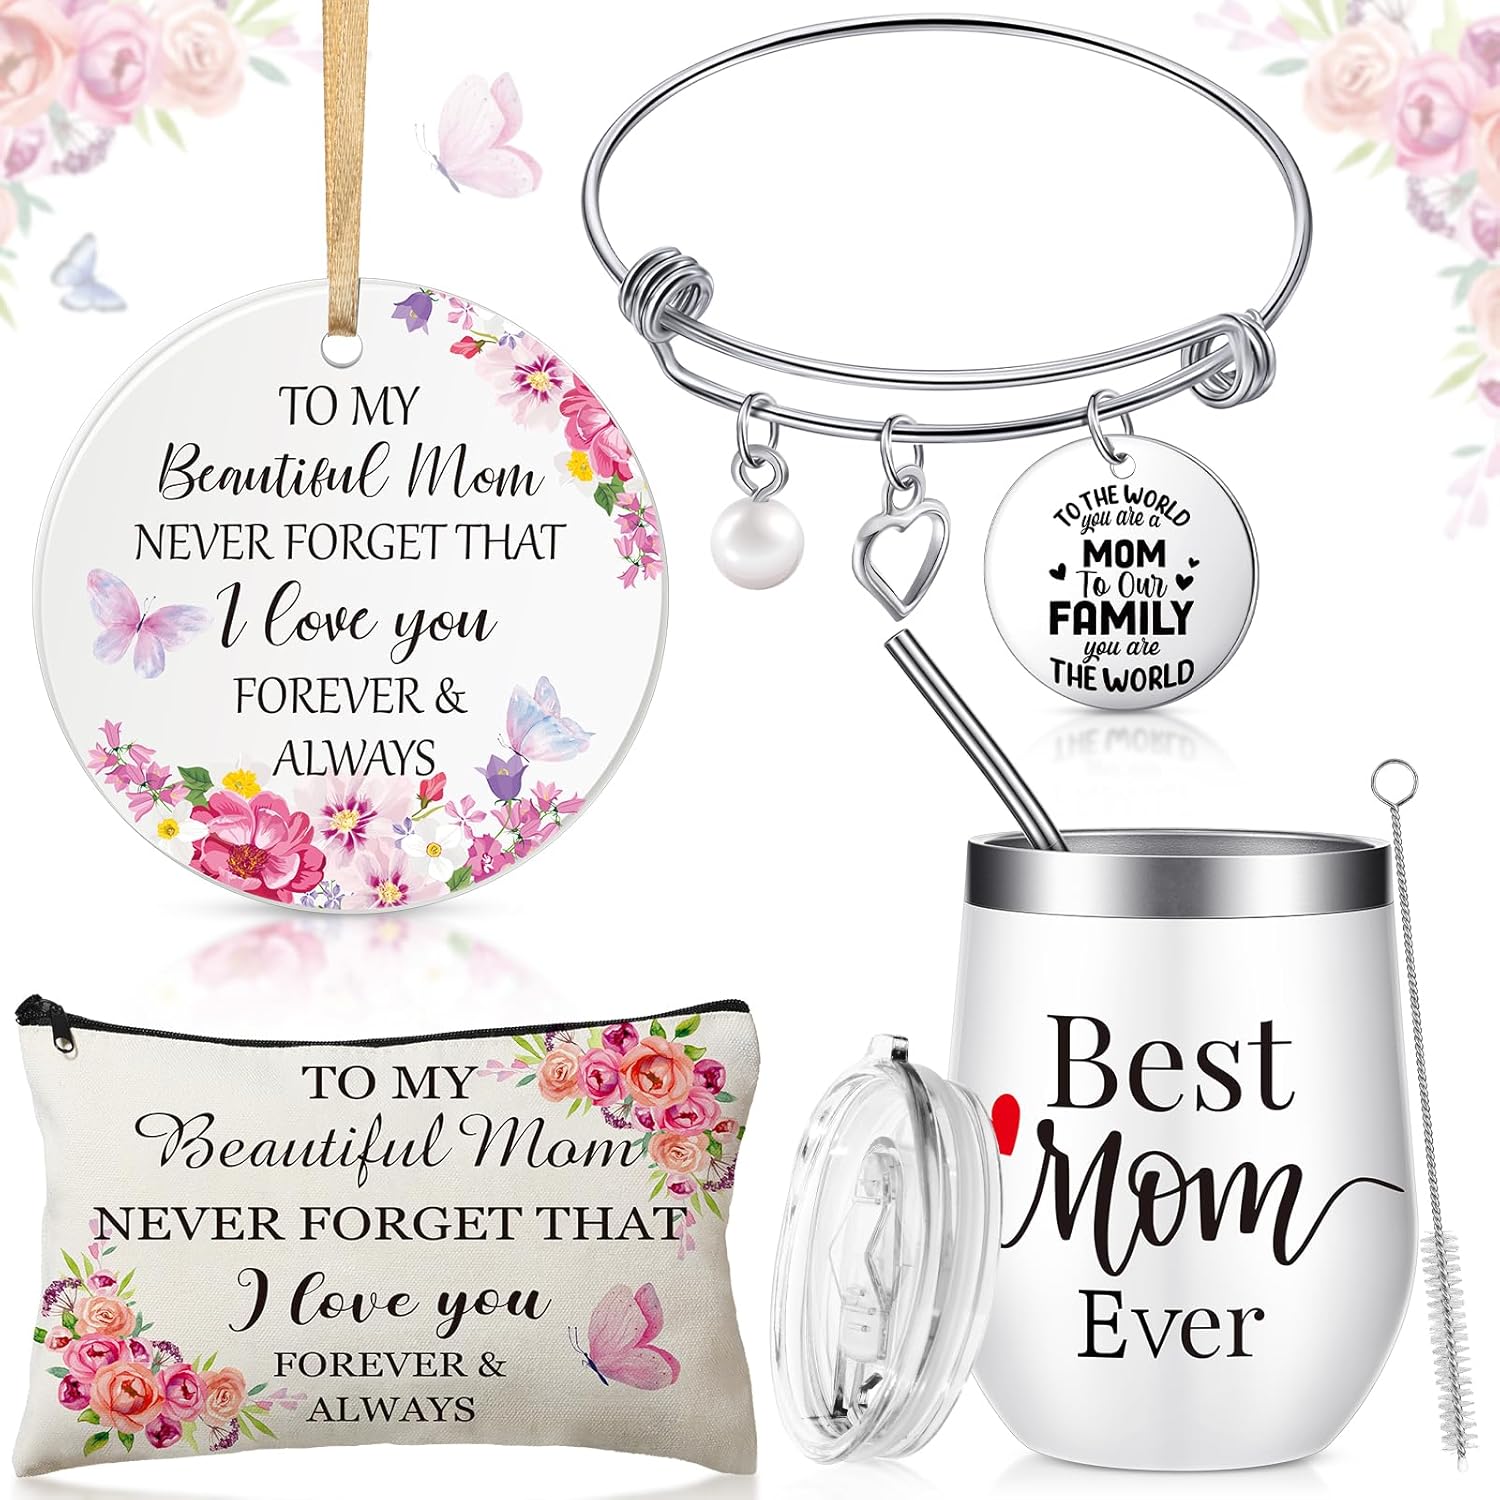 TO MY
Beautiful Mom
NEVER FORGET THAT
I love you
FOREVER &
ALWAYS
TO THE WORLD
you are a
MOM
To Our
FAMILY
you are
THE WORLD
TO MY
Beautiful Mom
NEVER FORGET THAT
I love you
FOREVER &
ALWAYS
Best
Mom
Ever